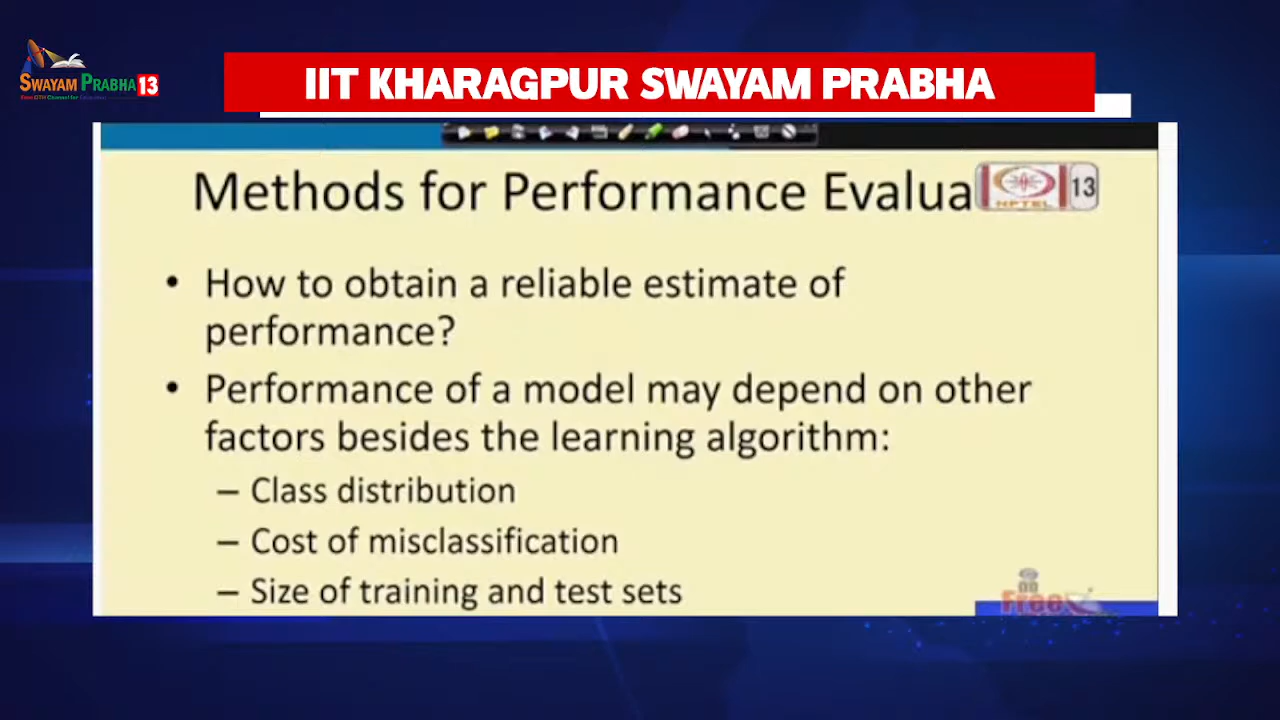 SWAYAM PRABHA 13
IIT KHARAGPUR SWAYAM PRABHA
Methods for Performance Evalua
NPTEL
13
• How to obtain a reliable estimate of
performance?
• Performance of a model may depend on other
factors besides the learning algorithm:
– Class distribution
– Cost of misclassification
– Size of training and test sets
Free